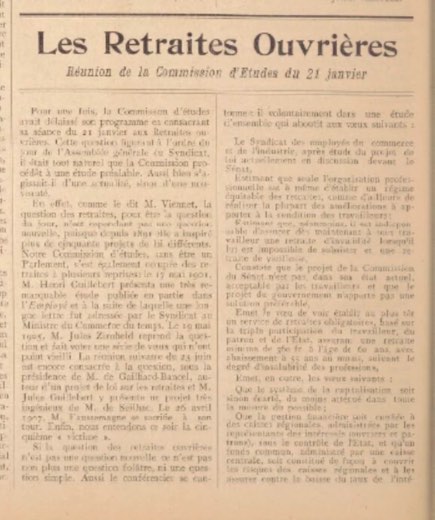 Les Retraites Ouvrières
Réunion de la Commission d'Etudes du 21 janvier
Pour une fois, la Commission d'études
avait délaissé son programme en consacrant
sa séance du 21 janvier aux Retraites ou-
vrières. Cette question figurant à l'ordre du
jour de l'Assemblée générale du Syndicat,
il était tout naturel que la Commission pro-
cédât à une étude préalable. Aussi bien s'a-
gissait-il d'une actualité, sinon d'une nou-
veauté.
En effet, comme le dit M. Viennet, la
question des retraites, pour être la question
du jour, n'est cependant pas une question
nouvelle, puisque depuis elle a inspiré
plus de cinquante projets de loi différents.
Notre Commission d'études, sans être un
Parlement, s'est également occupée des re-
traites à plusieurs reprises: le 17 mai 1901,
M. Henri Guillebert présenta une très re-
marquable étude publiée en partie dans
l'Employé et à la suite de laquelle une lon-
gue lettre fut adressée par le Syndicat au
Ministre du Commerce du temps. Le 19 mai
M. Jules Zirnheld reprend la ques-
tion et fait voter une série de vœux qui n'ont
point vieilli. La réunion suivante du 23 juin
est encore consacrée à la question, sous la
présidence de M. de Gailhard-Bancel, au-
teur d'un projet de loi sur les retraites et M.
Jules Guillebert y présente un projet très
ingénieux de M. de Seilhac. Le 26 avril
1907, M. s'attelle à son
tour. Enfin, nous entendons ce soir la cin-
quième « victime ».
Si la question des retraites ouvrières
n'est pas une question nouvelle ce n'est pas
non plus une question folâtre, ni une ques-
tion simple. Aussi le conférencier se can-
tonne-t-il volontairement dans une étude
d'ensemble qui aboutit aux vœux suivants :
Le Syndicat des employés du commerce
et de l'industrie, après étude du projet de
loi actuellement en discussion devant le
Sénat,
Estimant que seule l'organisation profes-
sionnelle est à même d'établir un régime
équitable des retraites, comme d'ailleurs de
réaliser la plupart des améliorations à ap-
porter à la condition des travailleurs;
Estimant que, néanmoins, il est indispen-
sable d'assurer dès maintenant à tout tra-
vailleur une retraite d'invalidité lorsqu'il
lui est impossible de subsister et une re-
traite de vieillesse,
Constate que le projet de la Commission
du Sénat n'est pas, dans son état actuel,
acceptable par les travailleurs et que le
projet de gouvernement n'apporte pas une
solution préférable,
Emet le vœu de voir établir au plus tôt
un service de retraites obligatoires, basé sur
la triple participation du travailleur, du
patron et de l'Etat, assurant une retraite
minima de 360 fr. à l'âge de 60 ans, avec
abaissement à 55 ans au moins, suivant le
degré d'insalubrité des professions,
Emet, en outre, les vœux suivants :
Que le système de la capitalisation soit
sinon écarté, du moins atténué dans toute
la mesure du possible;
Que la gestion financière soit confiée à
des caisses régionales, administrées par les
représentants des intéressés (ouvriers et pa-
trons), sous le contrôle de l'Etat, et qu'un
fonds commun, administré par une caisse
centrale, soit constitué de façon à couvrir
les risques des caisses régionales et à les
assurer contre la baisse du taux de l'inté-